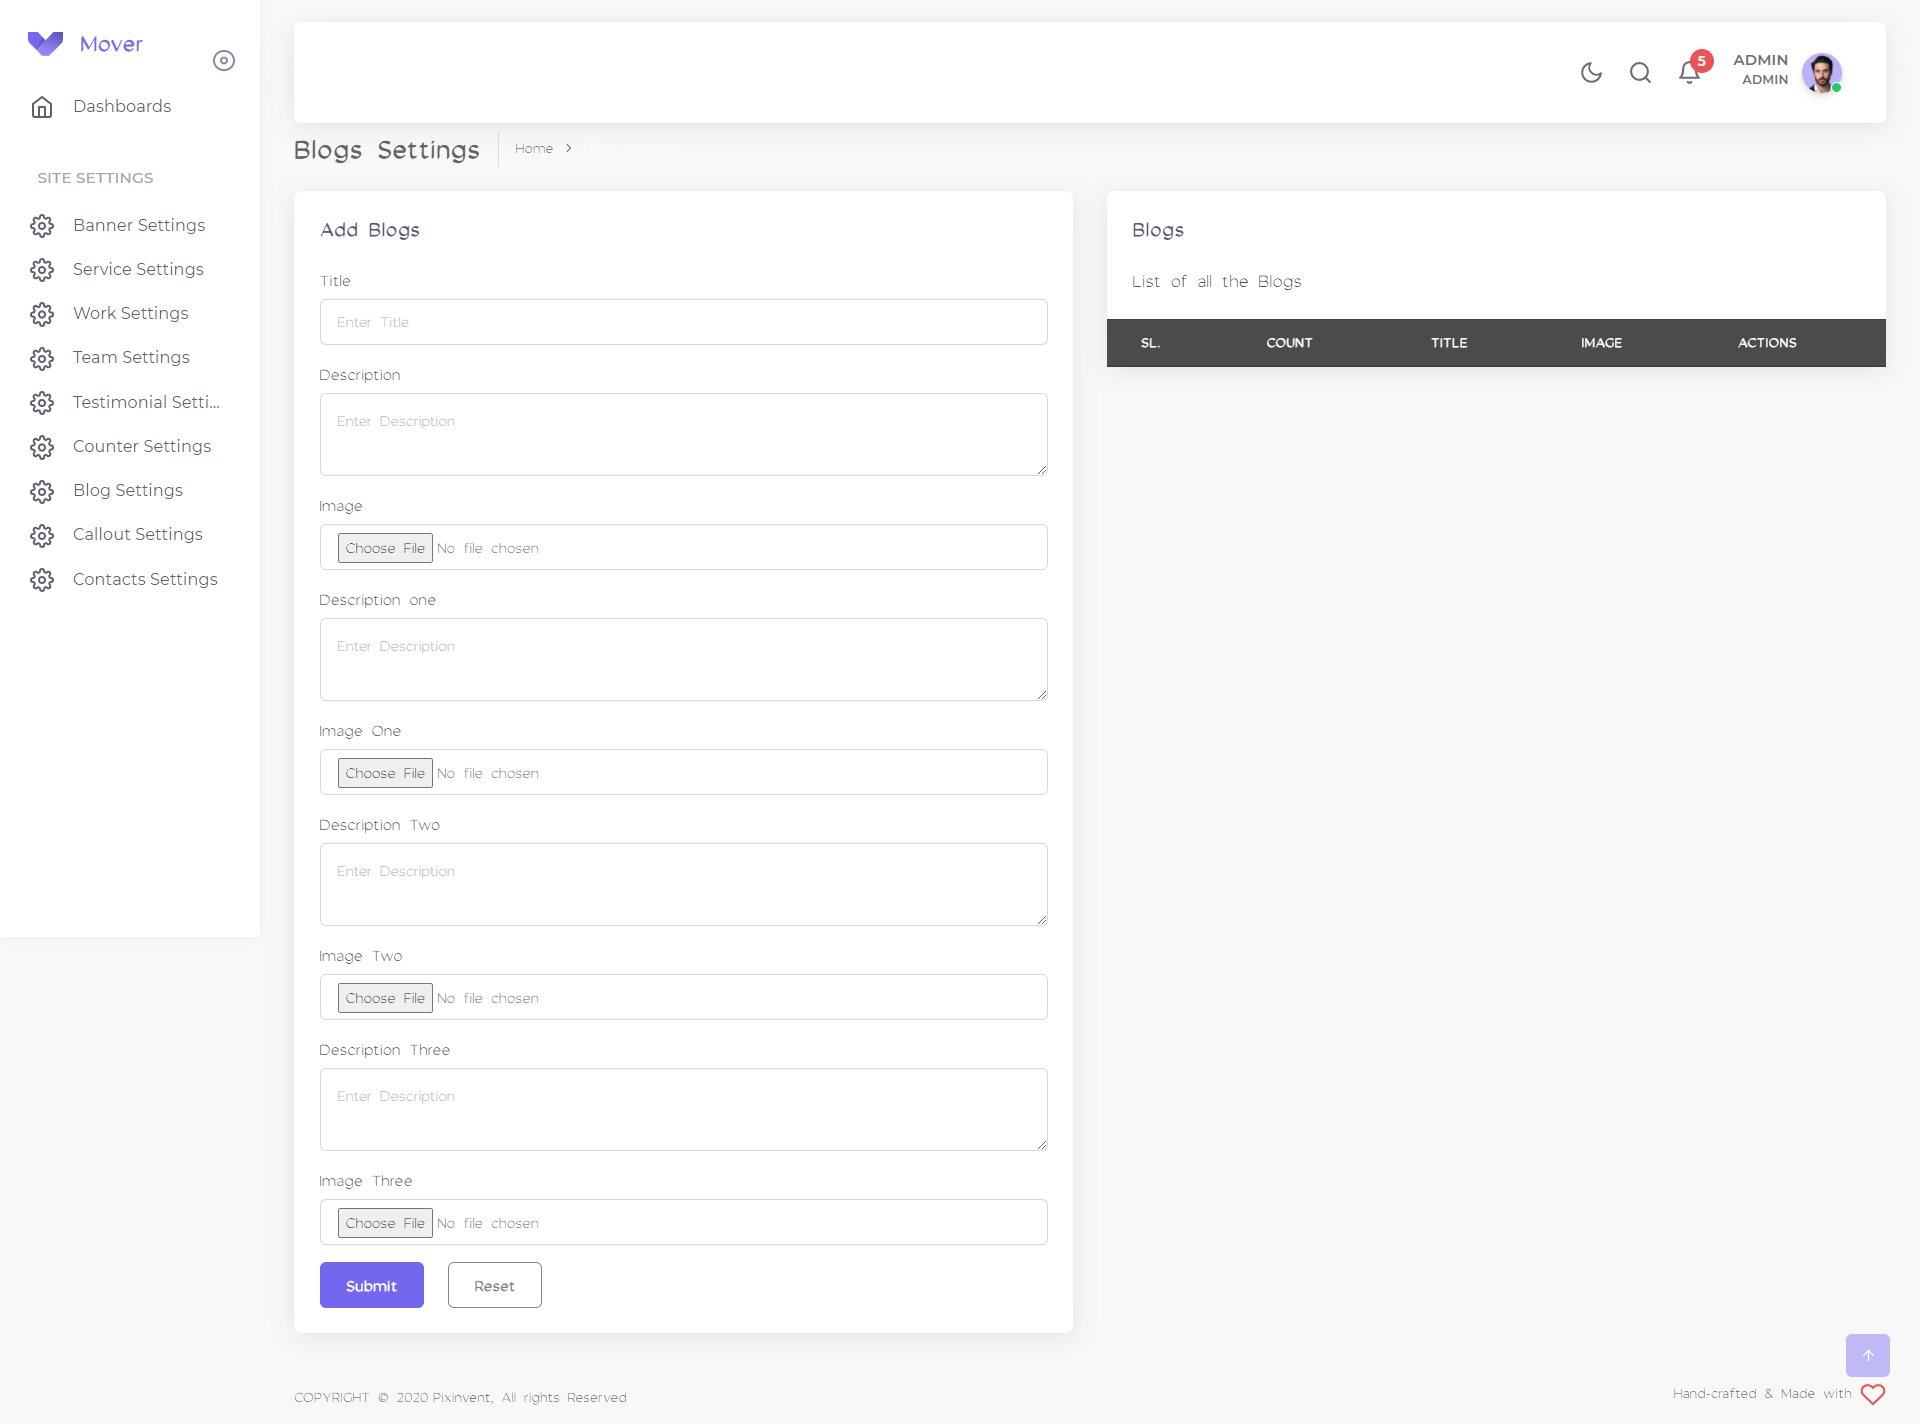 Mover
Dashboards
SITE SETTINGS
Banner Settings
Service Settings
Work Settings
Team Settings
Testimonial Setti...
Counter Settings
Blog Settings
Callout Settings
Contacts Settings
5
ADMIN
ADMIN
Blogs Settings
Home > Blogs Settings
Add Blogs
Title
Enter Title
Description
Enter Description
Image
Choose File No file chosen
Description one
Enter Description
Image One
Choose File No file chosen
Description Two
Enter Description
Image Two
Choose File No file chosen
Description Three
Enter Description
Image Three
Choose File No file chosen
Submit Reset
Blogs
List of all the Blogs
SL. COUNT TITLE IMAGE ACTIONS
COPYRIGHT © 2020 Pixinvent, All rights Reserved
Hand-crafted & Made with